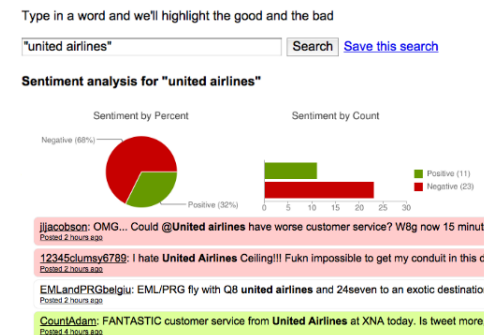 Type in a word and we'll highlight the good and the bad
"united airlines" Search Save this search
Sentiment analysis for "united airlines"
Sentiment by Percent Sentiment by Count
Negative (68%)
Positive (32%)
Positive (11)
Negative (23)
0 5 10 15 20 25 30
jljacobson: OMG... Could @United airlines have worse customer service? W8g now 15 minut
Posted 2 hours ago
12345clumsy6789: I hate United Airlines Ceiling!!! Fukn impossible to get my conduit in this d
Posted 2 hours ago
EMLandPRGbelgiu: EML/PRG fly with Q8 united airlines and 24seven to an exotic destinatio
Posted 2 hours ago
CountAdam: FANTASTIC customer service from United Airlines at XNA today. Is tweet more
Posted 4 hours ago